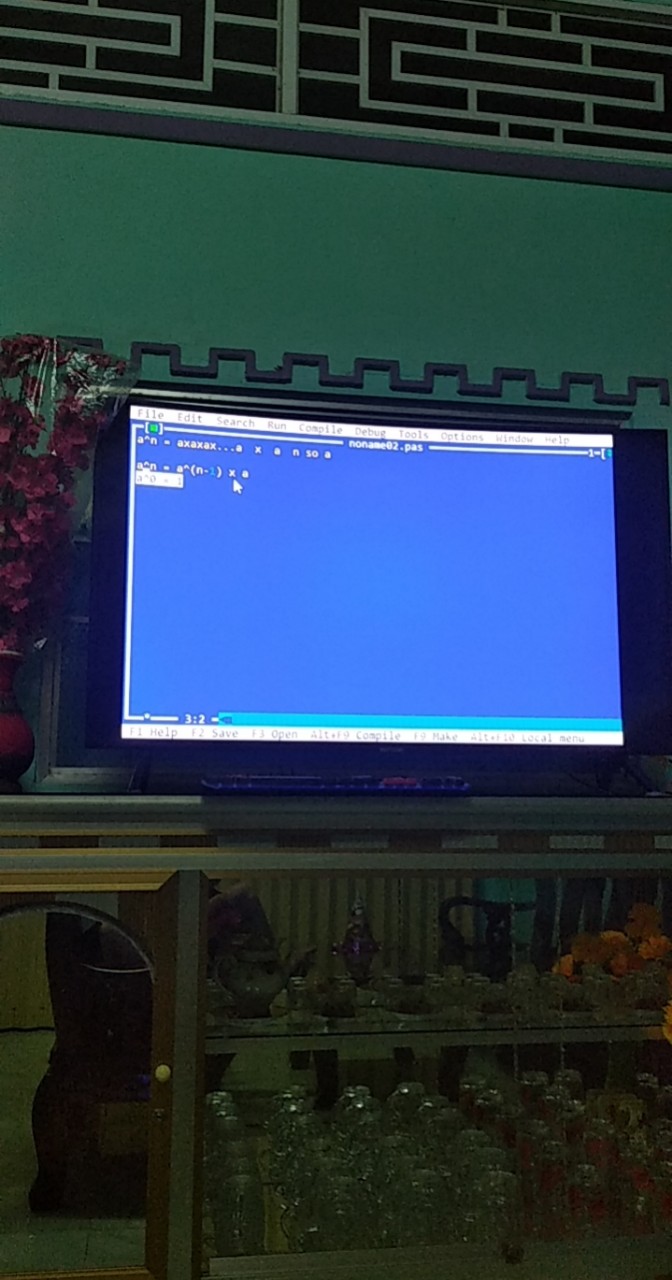 File Edit Search Run Compile Debug Tools Options Window Help
noname02.pas 1=[
a^n = axaxax...a x a n so a
a^n = a^(n-1) x a
a^0 = 1
3:2
F1 Help F2 Save F3 Open Alt+F9 Compile F9 Make Alt+F10 Local menu